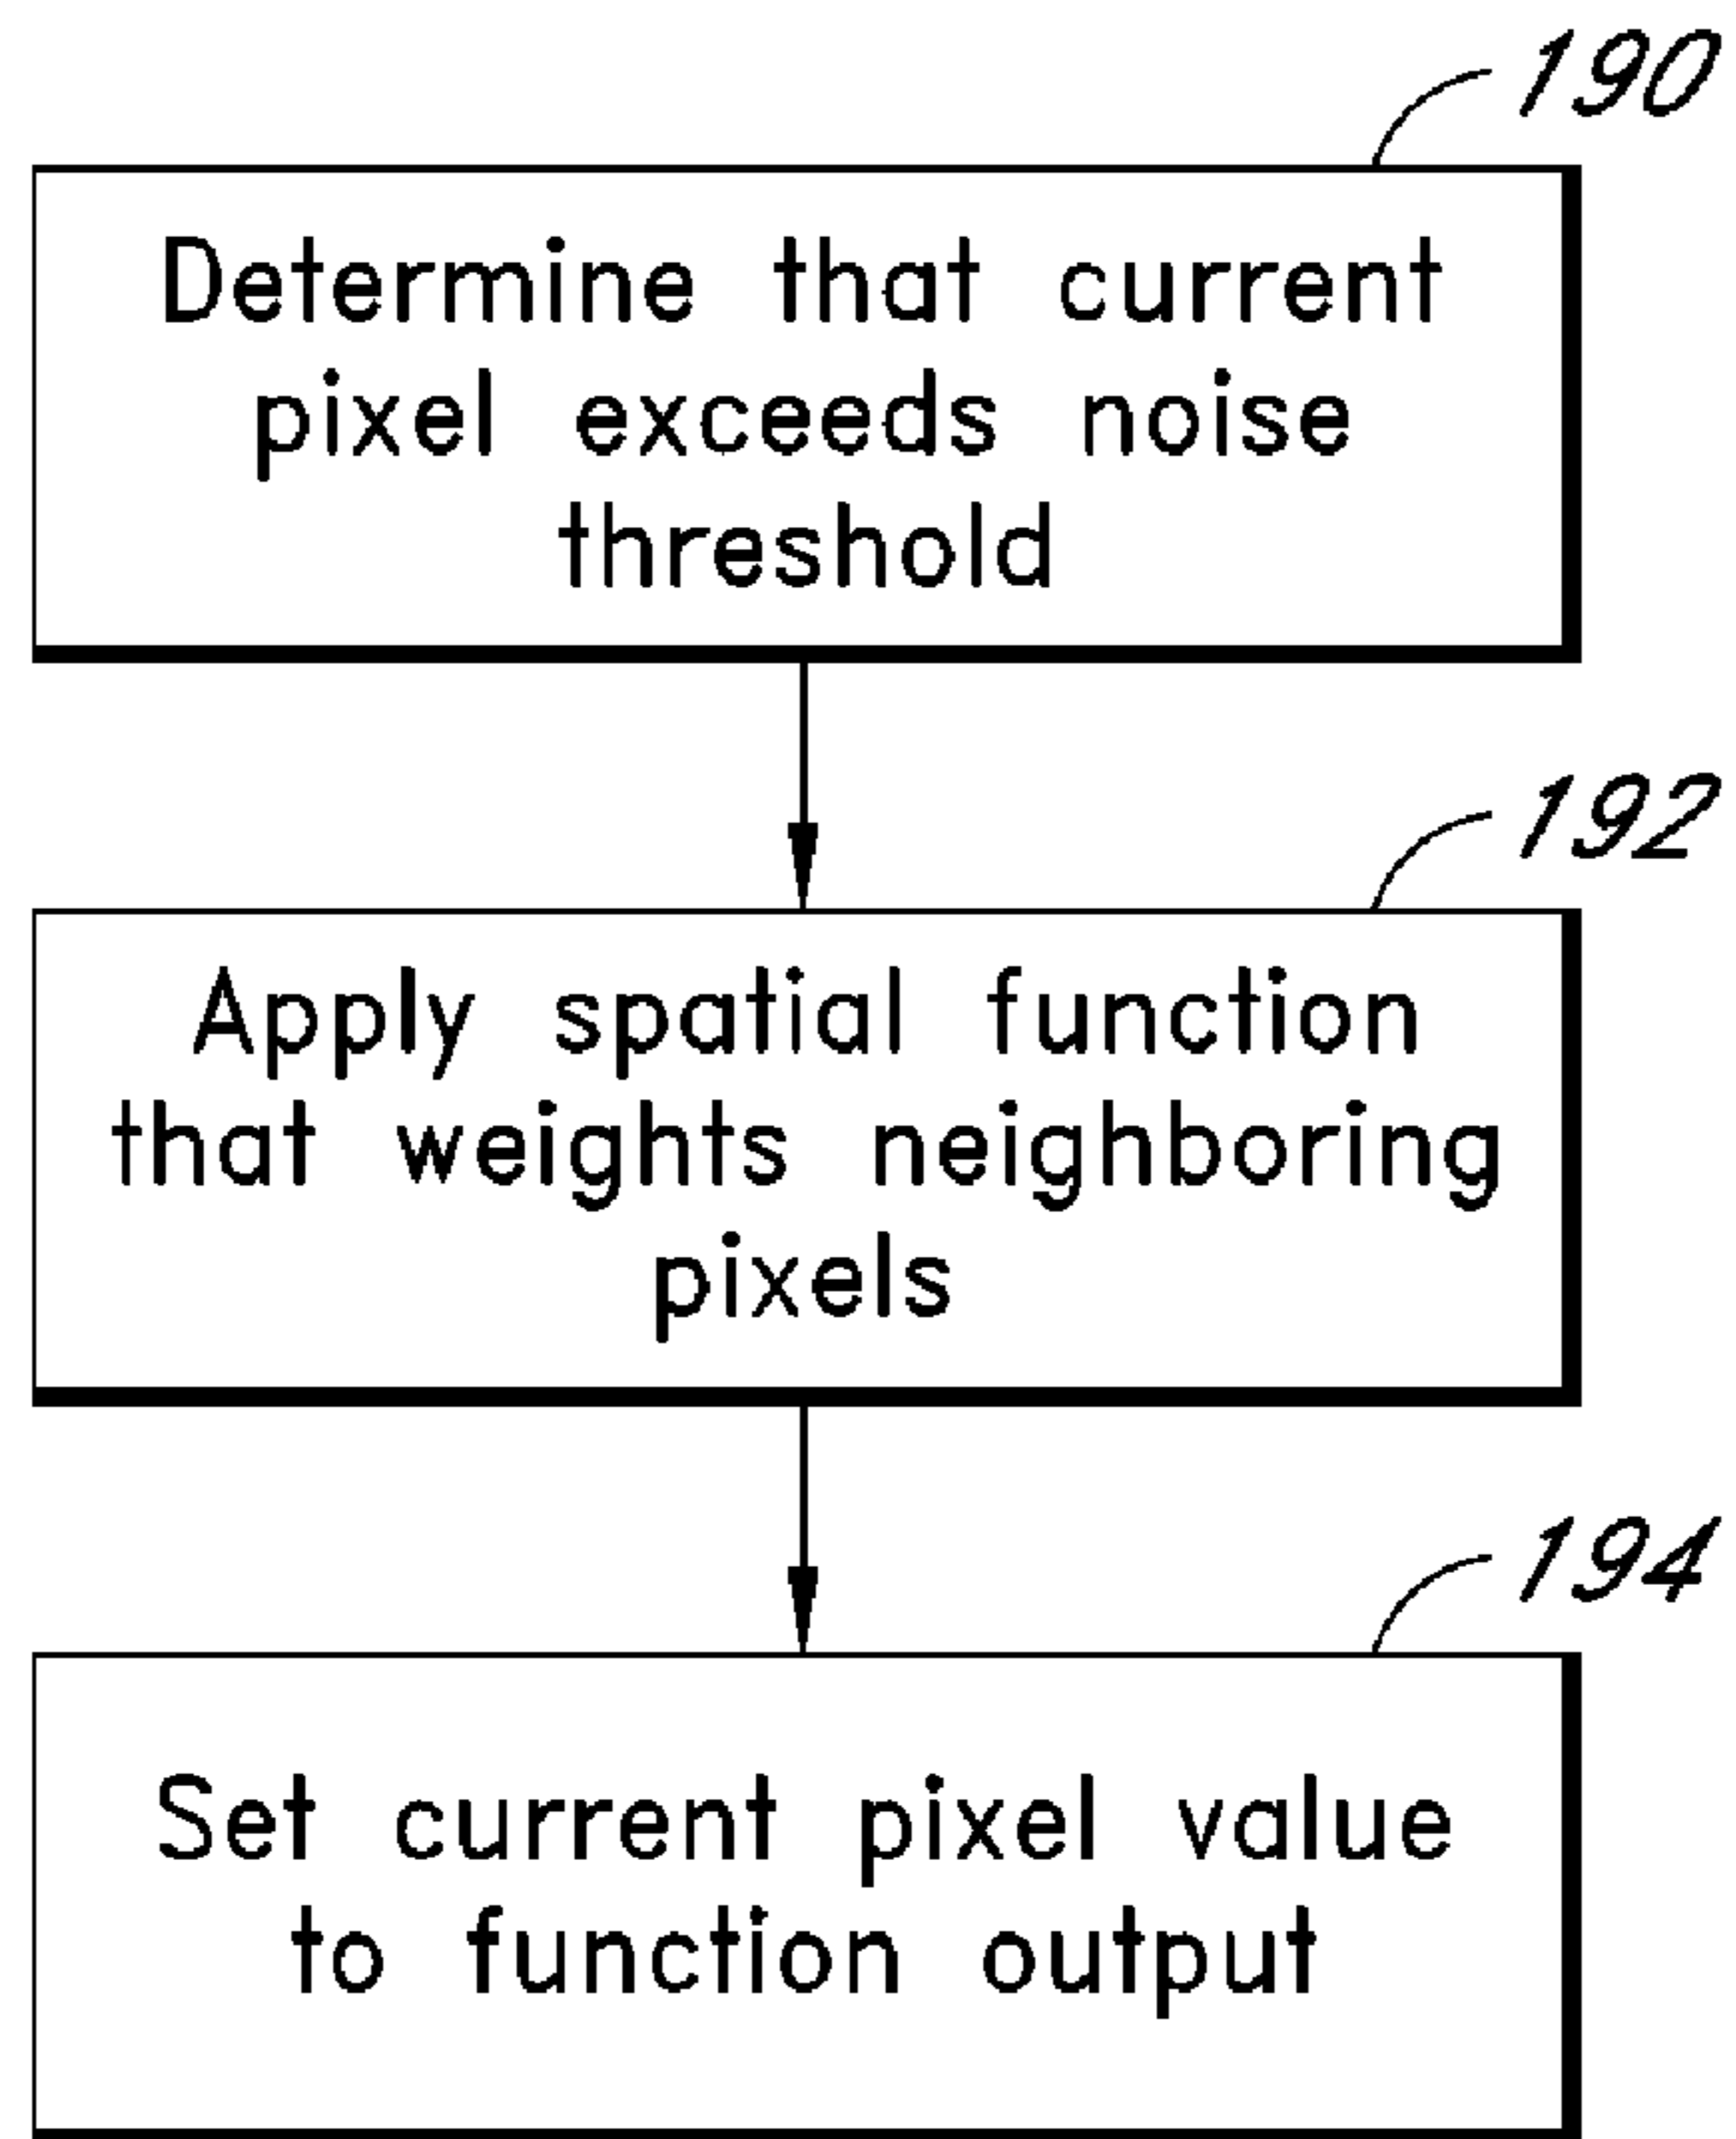 190
Determine that current
pixel exceeds noise
threshold
192
Apply spatial function
that weights neighboring
pixels
194
Set current pixel value
to function output